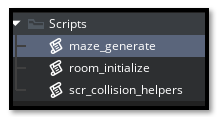 Scripts
maze_generate
room_initialize
scr_collision_helpers